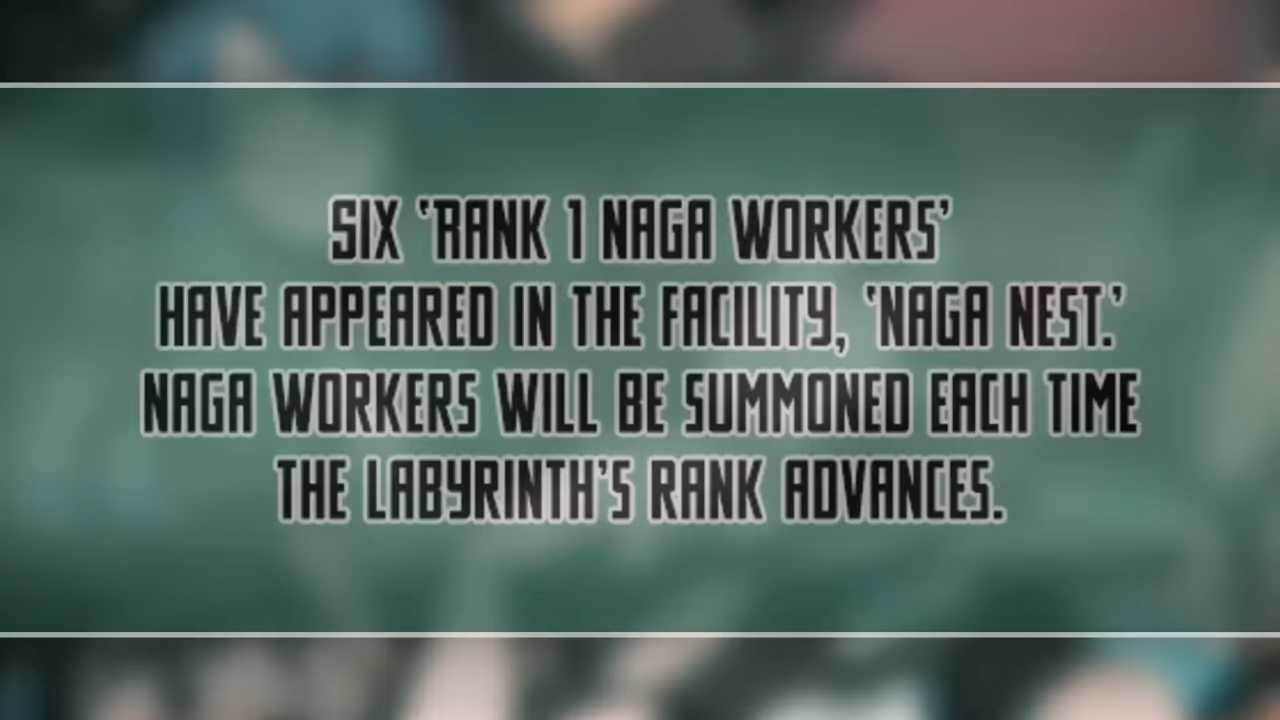 SIX ‘RANK 1 NAGA WORKERS’
HAVE APPEARED IN THE FACILITY, ‘NAGA NEST.’
NAGA WORKERS WILL BE SUMMONED EACH TIME
THE LABYRINTH’S RANK ADVANCES.